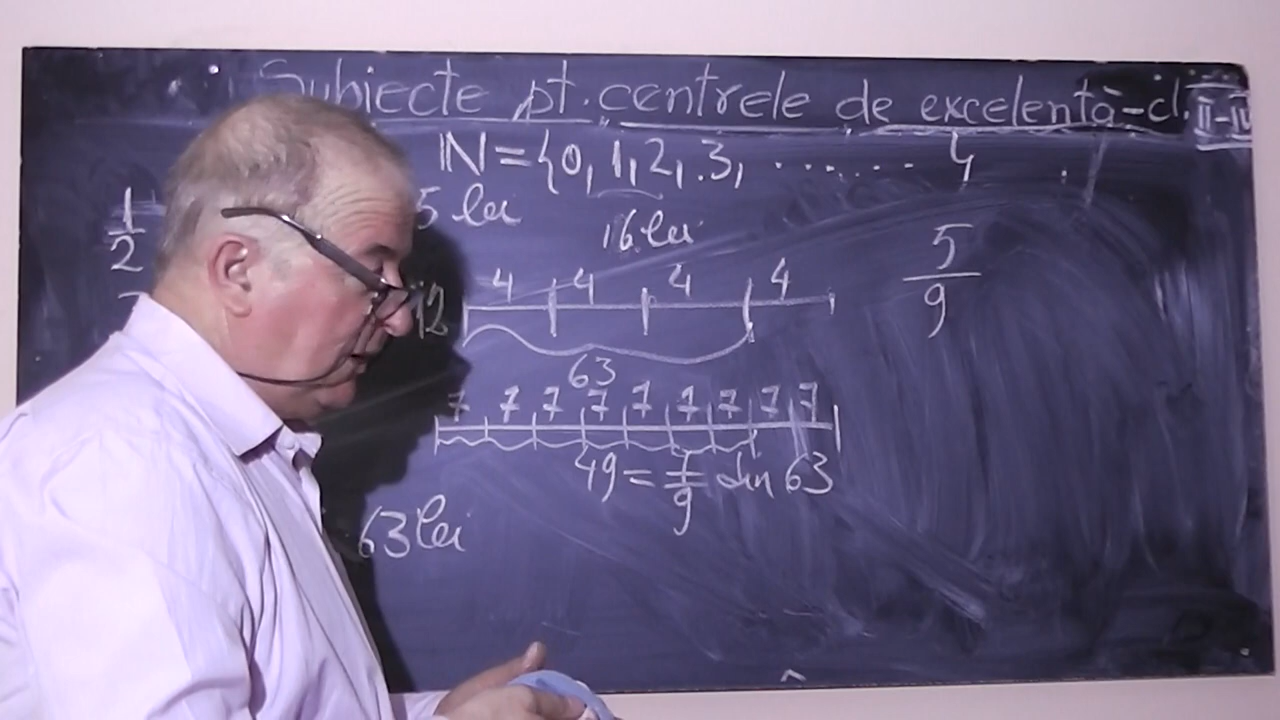 Subiecte pt. centrele de excelență-cl. II-IV
N={0, 1, 2, 3, ........ }
1/2
5 lei
16 lei
5/9
4 4 4 4
12
63
7 7 7 7 7 7 7 7 7
49 = 7/9 din 63
63 lei